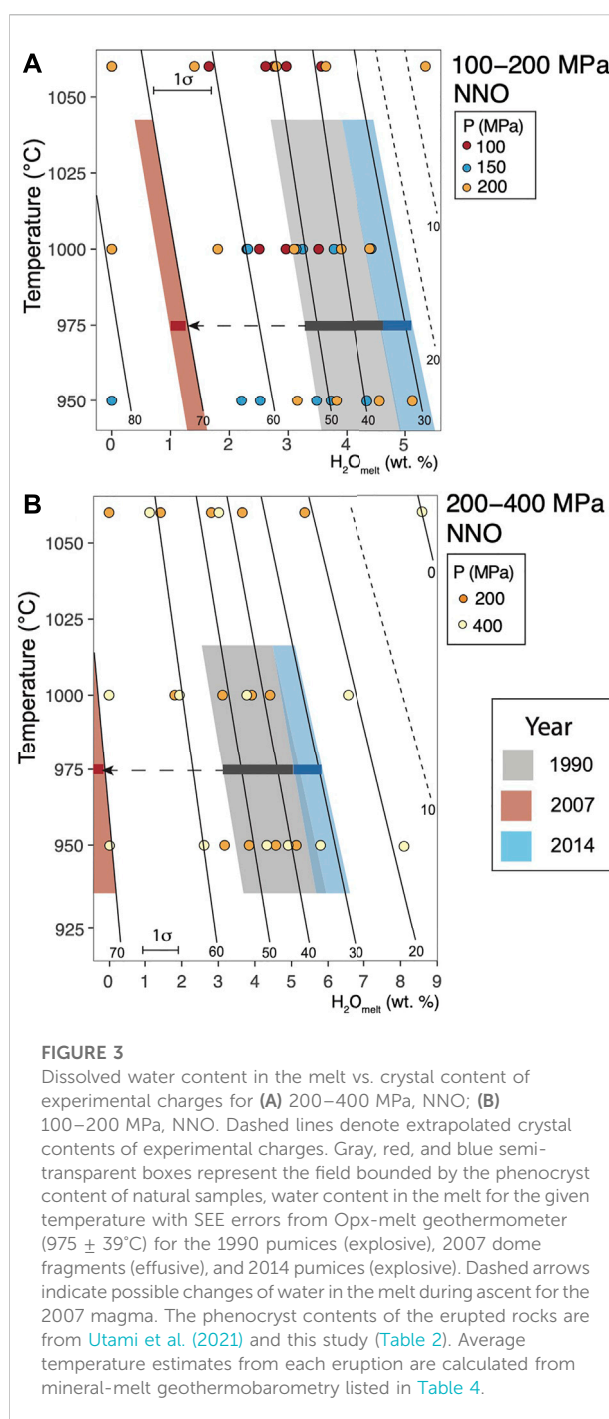 A
100–200 MPa
NNO
P (MPa)
100
150
200
1σ
Temperature (°C)
1050
1025
1000
975
950
10
20
80
70
60
50
40
30
0
1
2
3
4
5
H₂Oₘₑₗₜ (wt. %)
B
200–400 MPa
NNO
P (MPa)
200
400
Temperature (°C)
1050
1025
1000
975
950
925
0
10
1σ
70
60
50
40
30
20
0
1
2
3
4
5
6
7
8
9
H₂Oₘₑₗₜ (wt. %)
Year
1990
2007
2014
FIGURE 3
Dissolved water content in the melt vs. crystal content of
experimental charges for (A) 200–400 MPa, NNO; (B)
100–200 MPa, NNO. Dashed lines denote extrapolated crystal
contents of experimental charges. Gray, red, and blue semi-
transparent boxes represent the field bounded by the phenocryst
content of natural samples, water content in the melt for the given
temperature with SEE errors from Opx-melt geothermometer
(975 ± 39°C) for the 1990 pumices (explosive), 2007 dome
fragments (effusive), and 2014 pumices (explosive). Dashed arrows
indicate possible changes of water in the melt during ascent for the
2007 magma. The phenocryst contents of the erupted rocks are
from Utami et al. (2021) and this study (Table 2). Average
temperature estimates from each eruption are calculated from
mineral-melt geothermobarometry listed in Table 4.